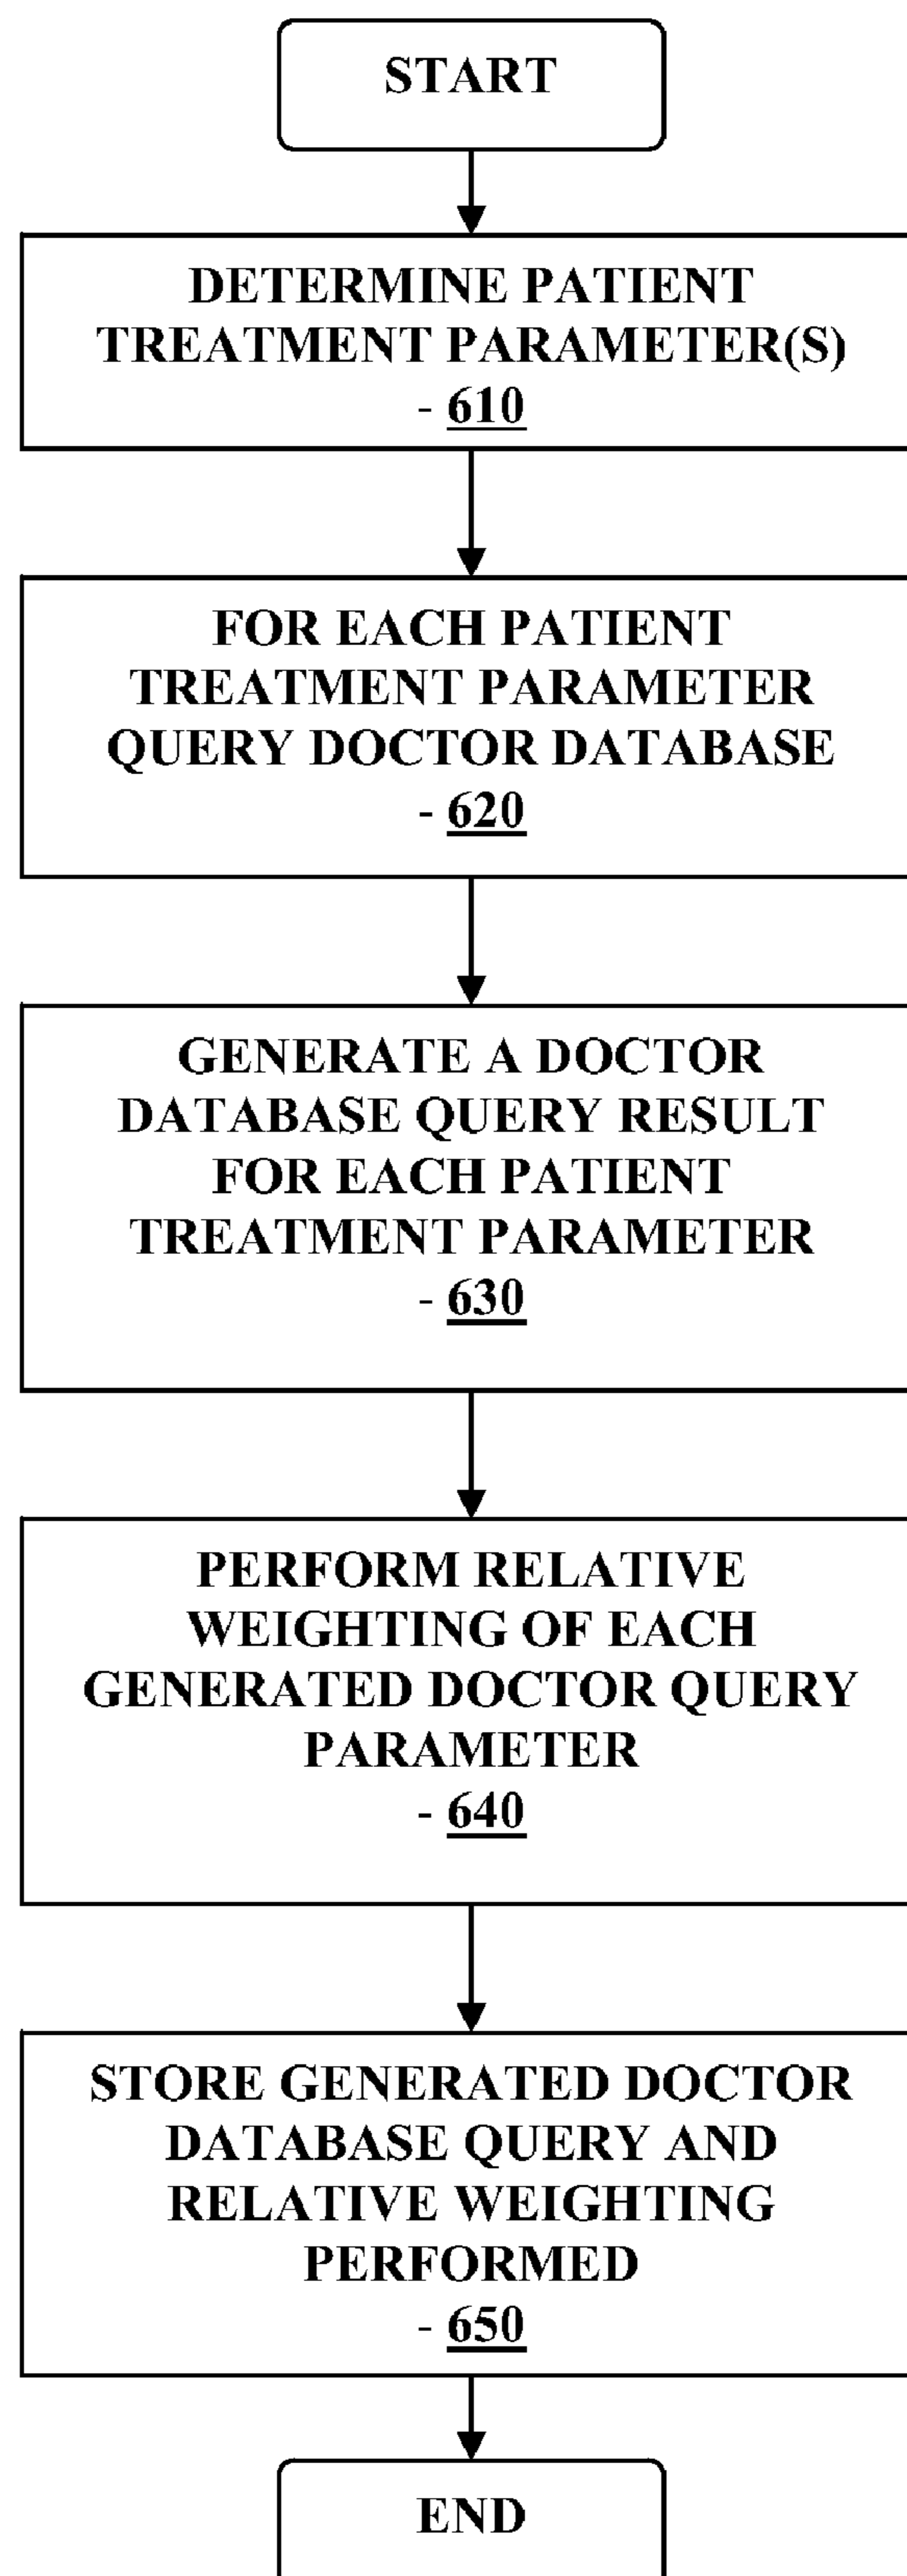 START
DETERMINE PATIENT
TREATMENT PARAMETER(S)
- 610
FOR EACH PATIENT
TREATMENT PARAMETER
QUERY DOCTOR DATABASE
- 620
GENERATE A DOCTOR
DATABASE QUERY RESULT
FOR EACH PATIENT
TREATMENT PARAMETER
- 630
PERFORM RELATIVE
WEIGHTING OF EACH
GENERATED DOCTOR QUERY
PARAMETER
- 640
STORE GENERATED DOCTOR
DATABASE QUERY AND
RELATIVE WEIGHTING
PERFORMED
- 650
END